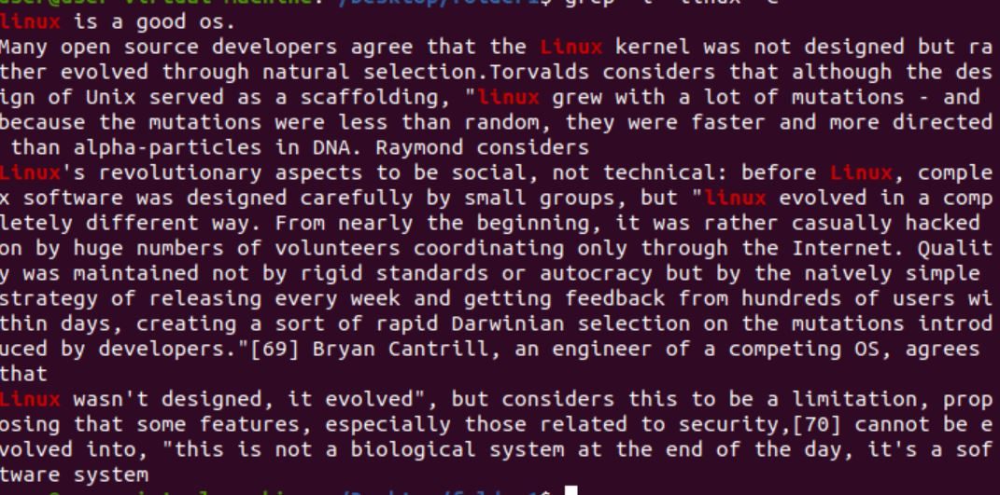 linux is a good os.
Many open source developers agree that the Linux kernel was not designed but ra
ther evolved through natural selection.Torvalds considers that although the des
ign of Unix served as a scaffolding, "linux grew with a lot of mutations - and
because the mutations were less than random, they were faster and more directed
than alpha-particles in DNA. Raymond considers
Linux's revolutionary aspects to be social, not technical: before Linux, comple
x software was designed carefully by small groups, but "linux evolved in a comp
letely different way. From nearly the beginning, it was rather casually hacked
on by huge numbers of volunteers coordinating only through the Internet. Qualit
y was maintained not by rigid standards or autocracy but by the naively simple
strategy of releasing every week and getting feedback from hundreds of users wi
thin days, creating a sort of rapid Darwinian selection on the mutations introd
uced by developers."[69] Bryan Cantrill, an engineer of a competing OS, agrees
that
Linux wasn't designed, it evolved", but considers this to be a limitation, prop
osing that some features, especially those related to security,[70] cannot be e
volved into, "this is not a biological system at the end of the day, it's a sof
tware system